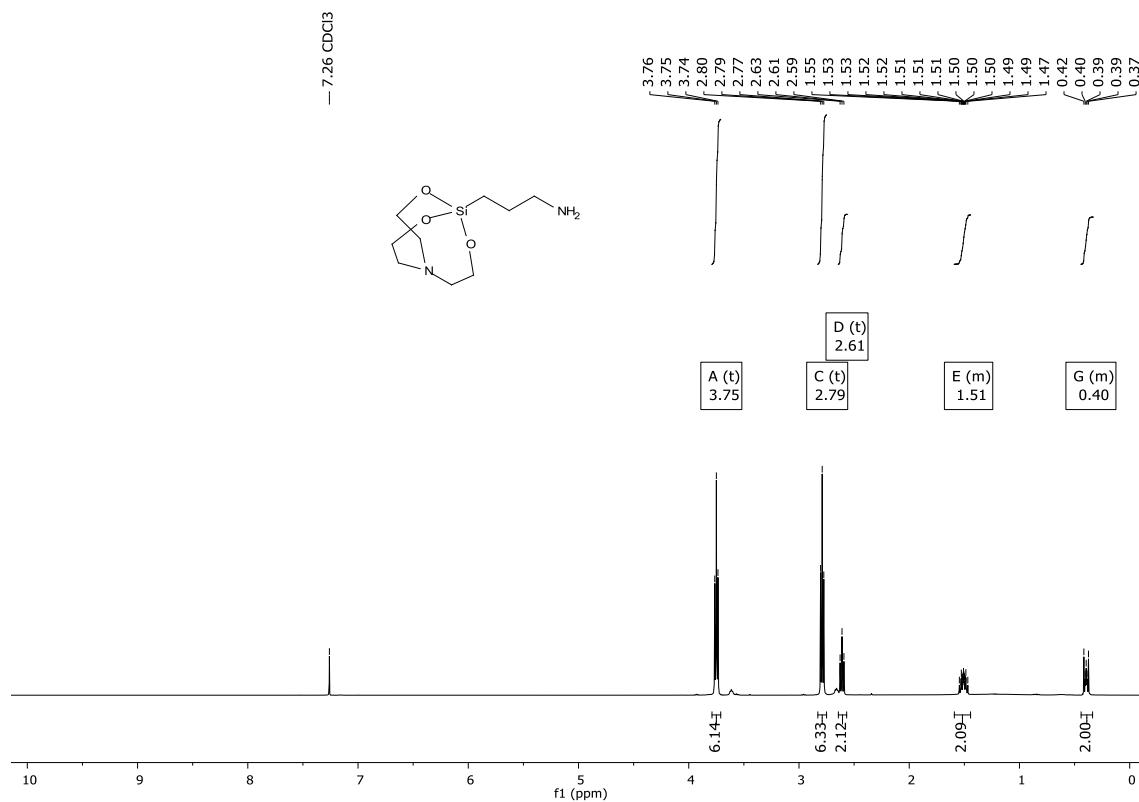 7.26 CDCl3
3.76
3.75
3.74
2.80
2.79
2.77
2.63
2.61
2.59
1.55
1.53
1.53
1.52
1.52
1.51
1.51
1.51
1.50
1.50
1.50
1.49
1.49
1.47
0.42
0.40
0.39
0.39
0.37
O
Si
NH2
O
O
N
D (t)
2.61
A (t)
3.75
C (t)
2.79
E (m)
1.51
G (m)
0.40
6.14
6.33
2.12
2.09
2.00
10 9 8 7 6 5 4 3 2 1 0
f1 (ppm)